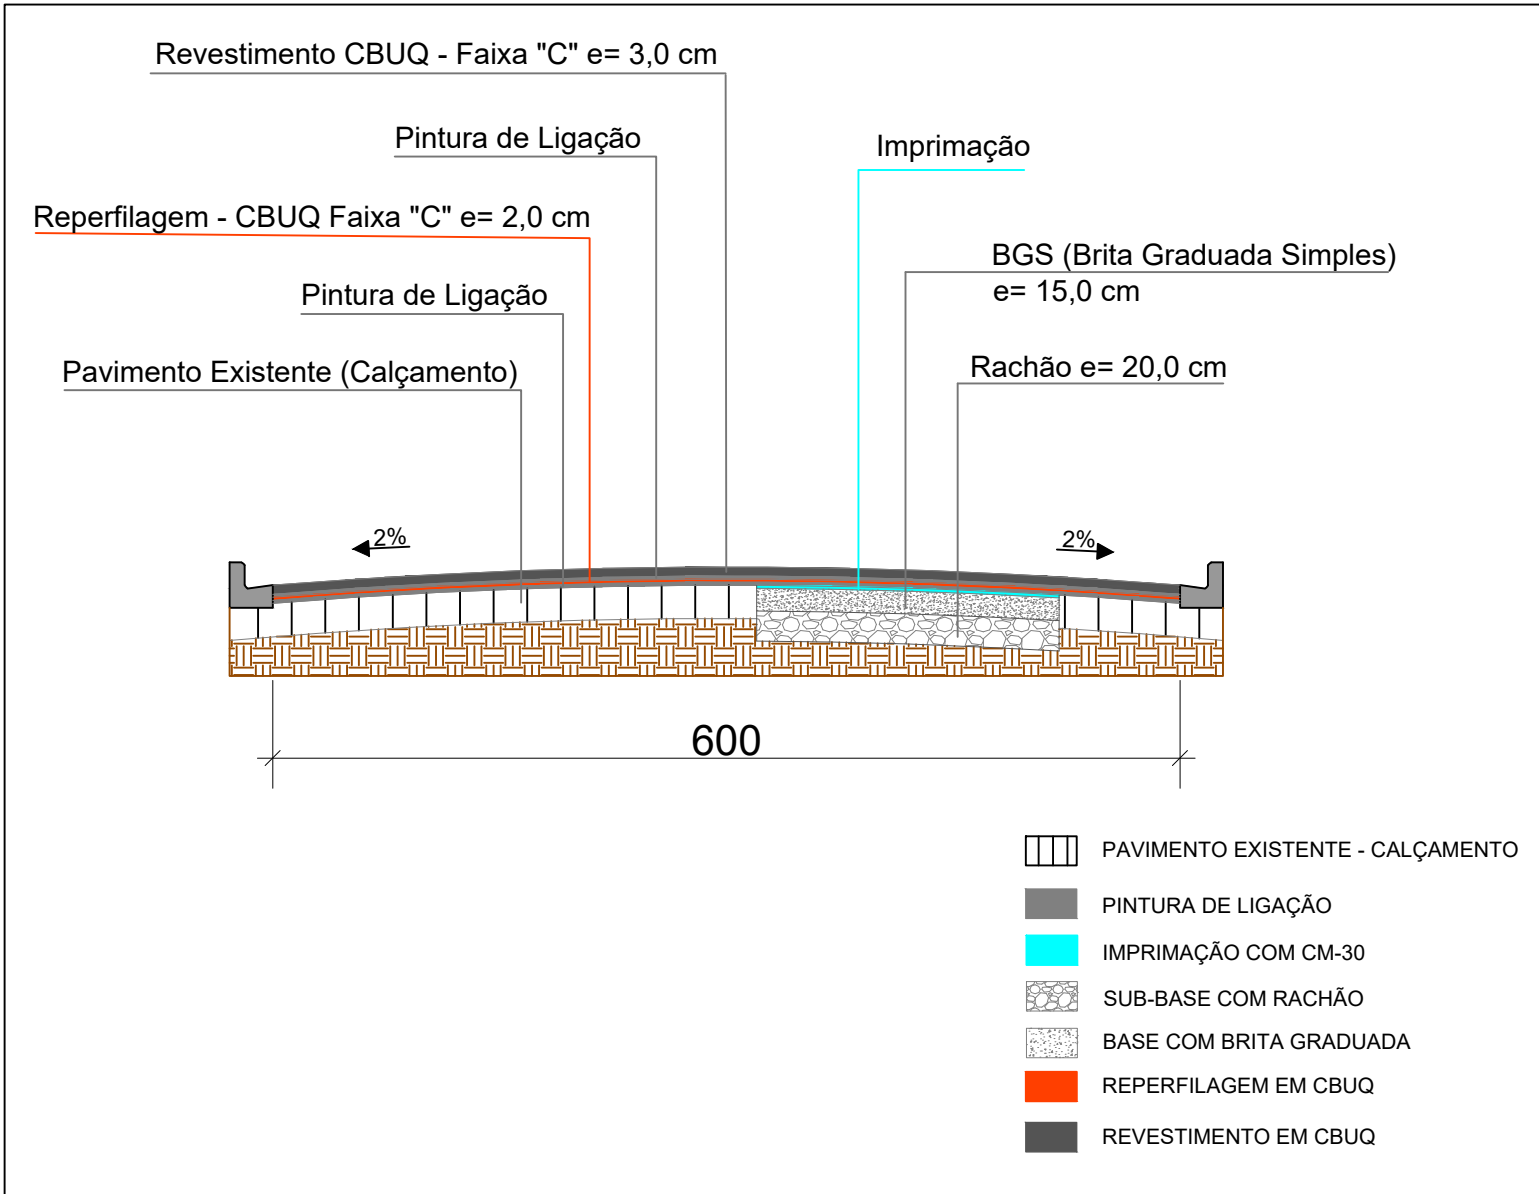 Revestimento CBUQ - Faixa "C" e= 3,0 cm
Pintura de Ligação
Imprimação
Reperfilagem - CBUQ Faixa "C" e= 2,0 cm
BGS (Brita Graduada Simples)
e= 15,0 cm
Pintura de Ligação
Pavimento Existente (Calçamento)
Rachão e= 20,0 cm
2%
2%
600
PAVIMENTO EXISTENTE - CALÇAMENTO
PINTURA DE LIGAÇÃO
IMPRIMAÇÃO COM CM-30
SUB-BASE COM RACHÃO
BASE COM BRITA GRADUADA
REPERFILAGEM EM CBUQ
REVESTIMENTO EM CBUQ